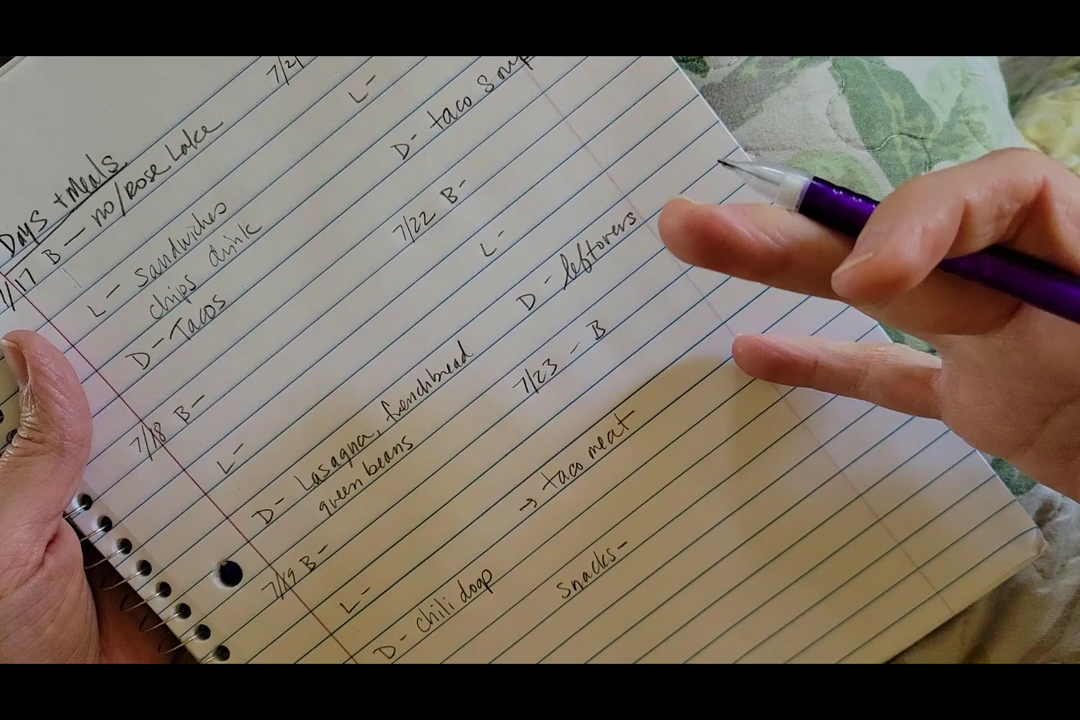 Days + Meals
7/17 B - no/Rose Lake
L - sandwiches
chips drink
D - Tacos
7/18 B -
L -
D - Lasagna, frenchbread
green beans
7/19 B -
L -
D - chili doop
7/21
L -
D - taco Soup
7/22 B -
L -
D - leftovers
7/23 - B
→ taco meat
Snacks -